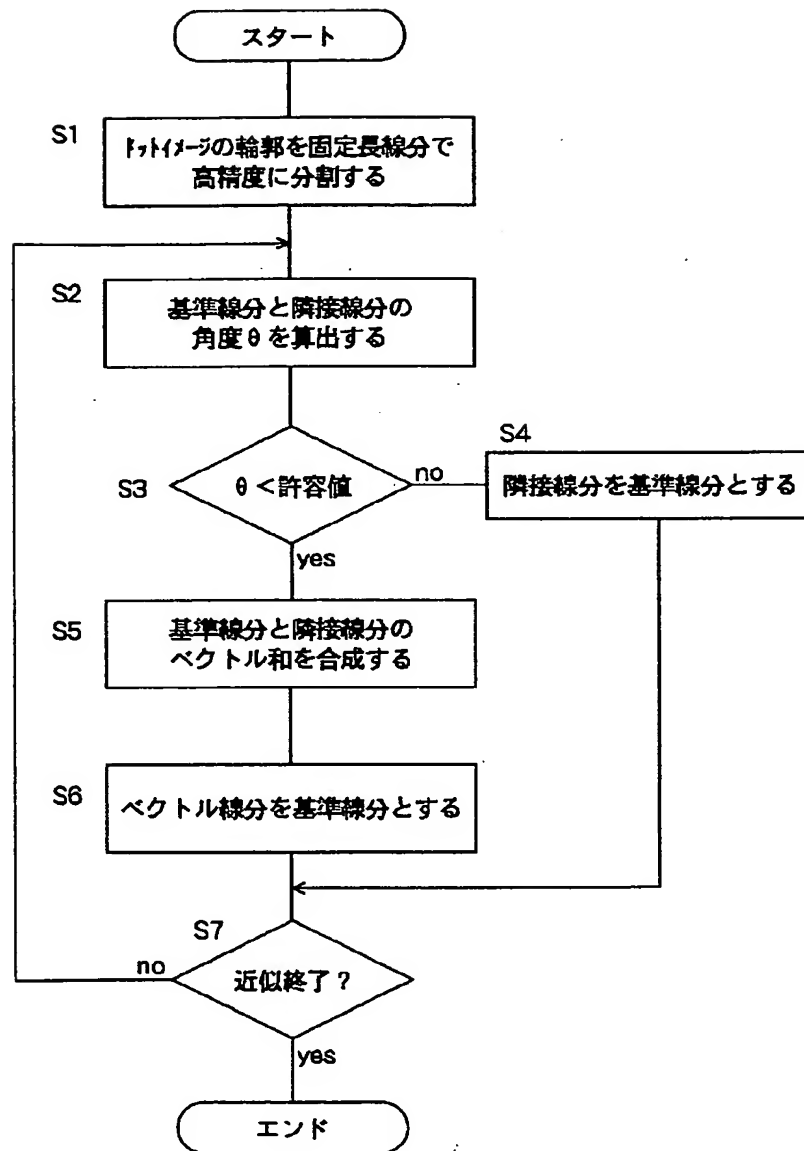 スタート
S1
ﾄﾞｯﾄｲﾒｰｼﾞの輪郭を固定長線分で
高精度に分割する
S2
基準線分と隣接線分の
角度θを算出する
S3
θ＜許容値
no
S4
隣接線分を基準線分とする
yes
S5
基準線分と隣接線分の
ベクトル和を合成する
S6
ベクトル線分を基準線分とする
S7
no
近似終了？
yes
エンド